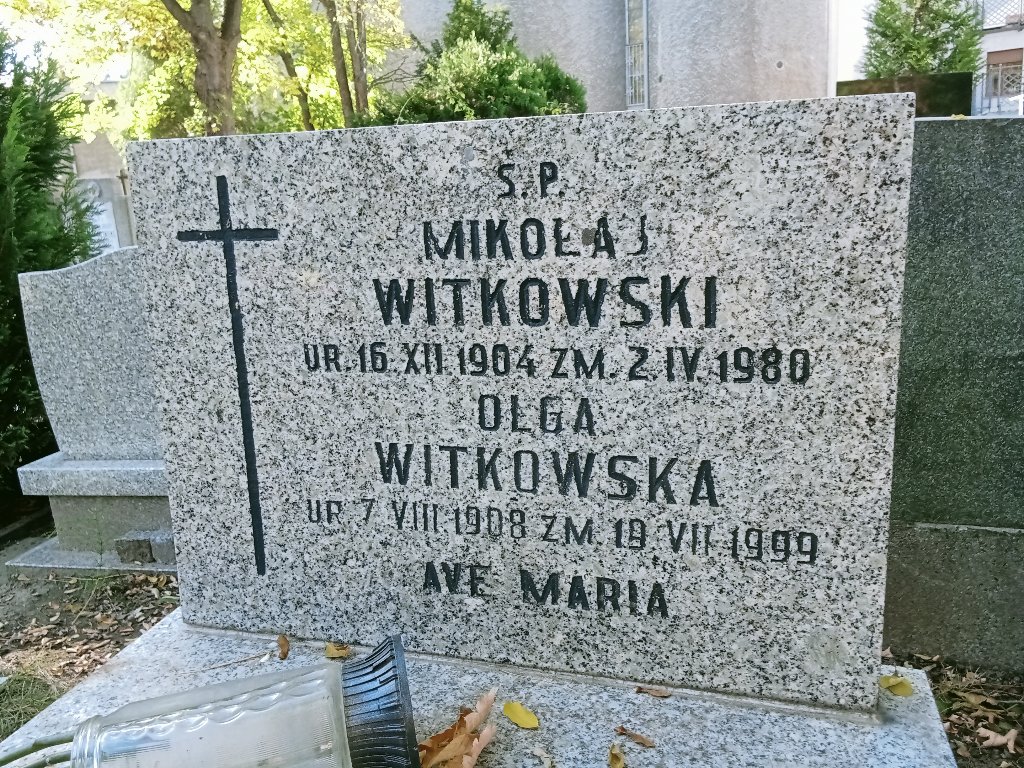 Ś.P.
MIKOŁAJ
WITKOWSKI
UR. 16.XII 1904 ZM. 2.IV.1980
OLGA
WITKOWSKA
UR. 7 VIII 1908 ZM. 19 VII 1999
AVE MARIA